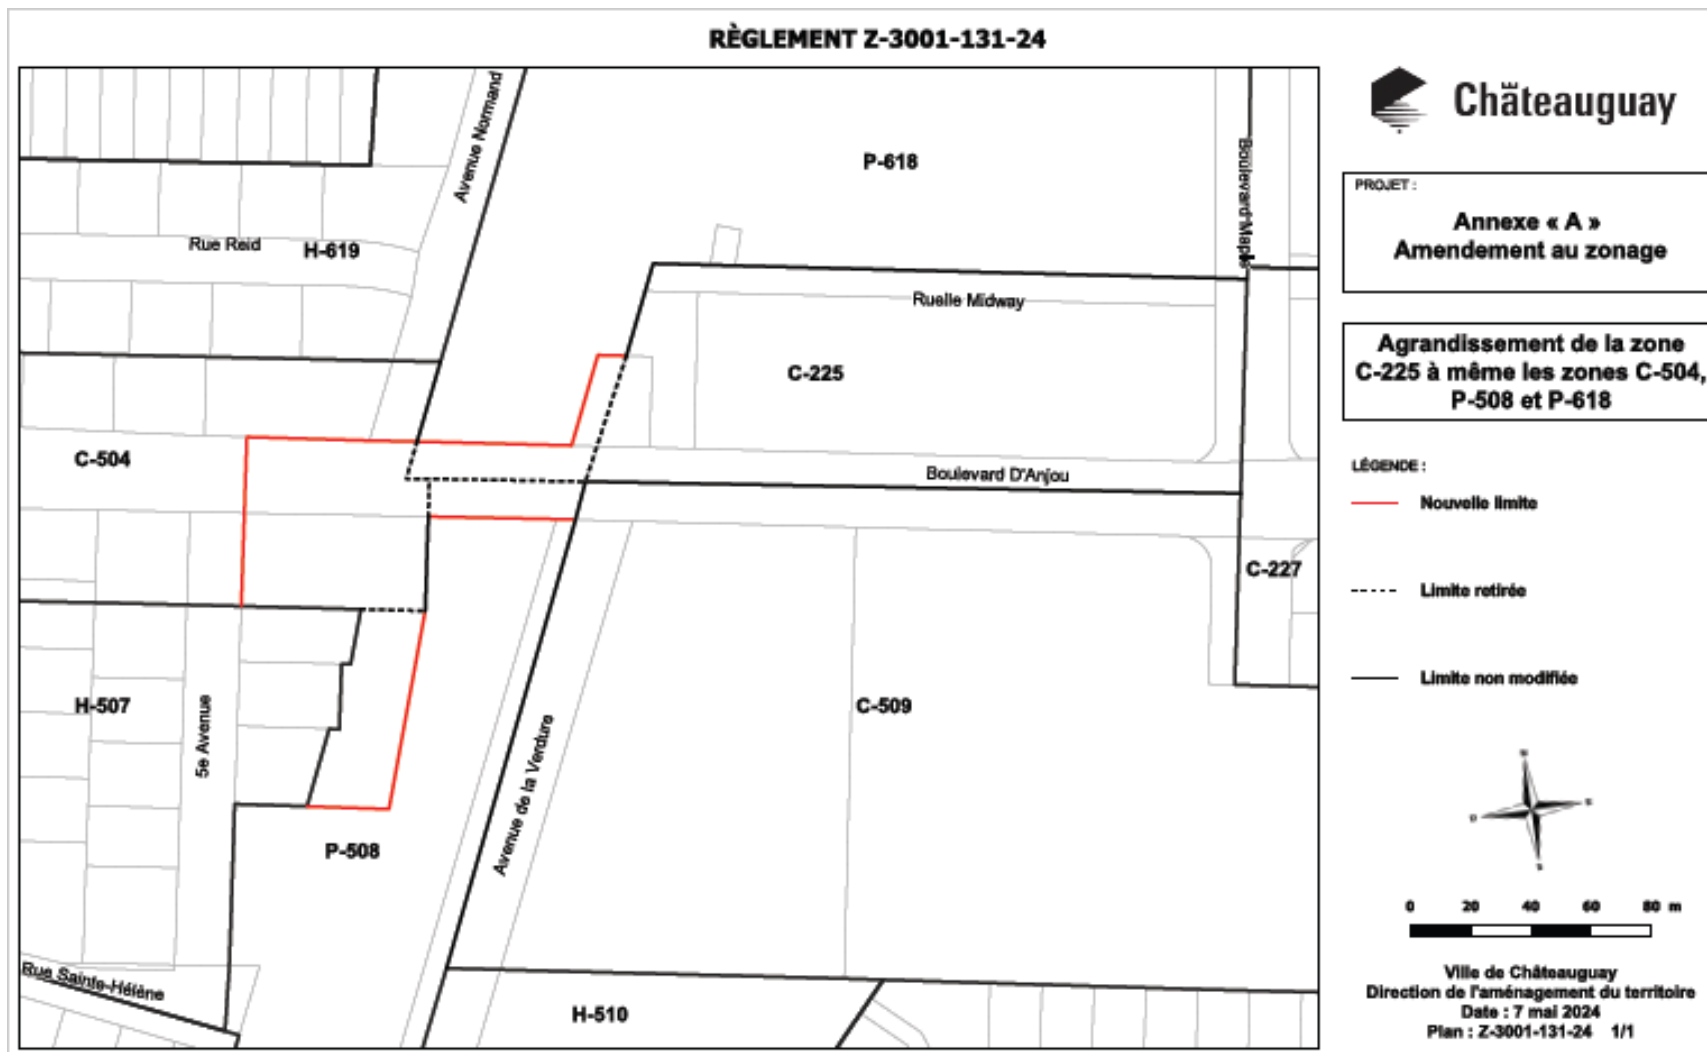 RÈGLEMENT Z-3001-131-24
Châteauguay
PROJET :
Annexe « A »
Amendement au zonage
Agrandissement de la zone
C-225 à même les zones C-504,
P-508 et P-618
LÉGENDE :
Nouvelle limite
Limite retirée
Limite non modifiée
N
E
O
S
0 20 40 60 80 m
Ville de Châteauguay
Direction de l'aménagement du territoire
Date : 7 mai 2024
Plan : Z-3001-131-24 1/1
Avenue Normand
P-618
Boulevard Maple
Rue Reid
H-619
Ruelle Midway
C-225
C-504
Boulevard D'Anjou
C-227
H-507
5e Avenue
C-509
Avenue de la Verdure
P-508
Rue Sainte-Hélène
H-510